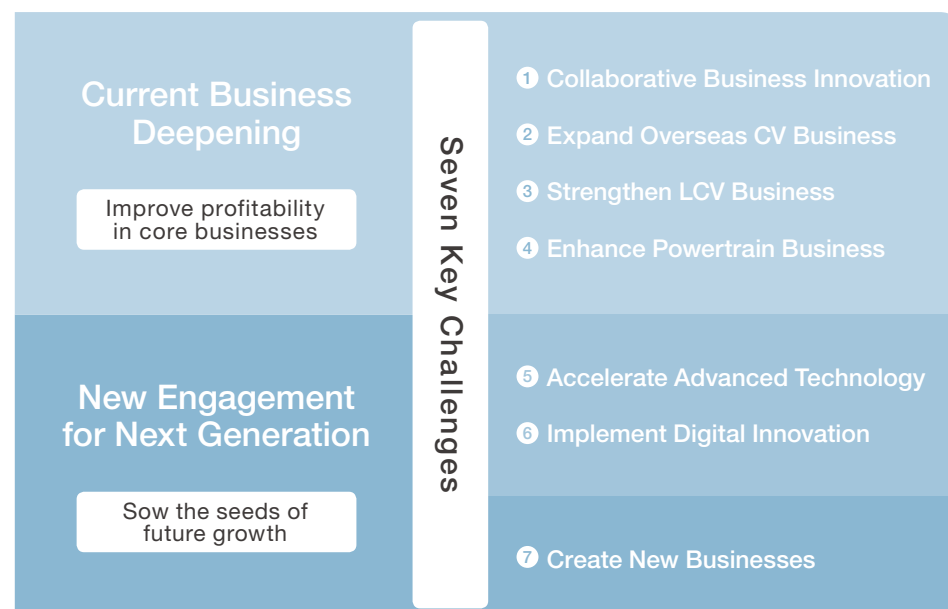 Current Business
Deepening
Improve profitability
in core businesses
New Engagement
for Next Generation
Sow the seeds of
future growth
Seven Key Challenges
1 Collaborative Business Innovation
2 Expand Overseas CV Business
3 Strengthen LCV Business
4 Enhance Powertrain Business
5 Accelerate Advanced Technology
6 Implement Digital Innovation
7 Create New Businesses